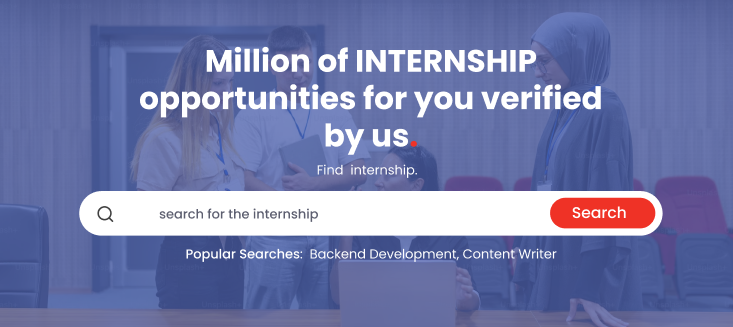 Million of INTERNSHIP
opportunities for you verified
by us.
Find internship.
search for the internship
Search
Popular Searches: Backend Development, Content Writer